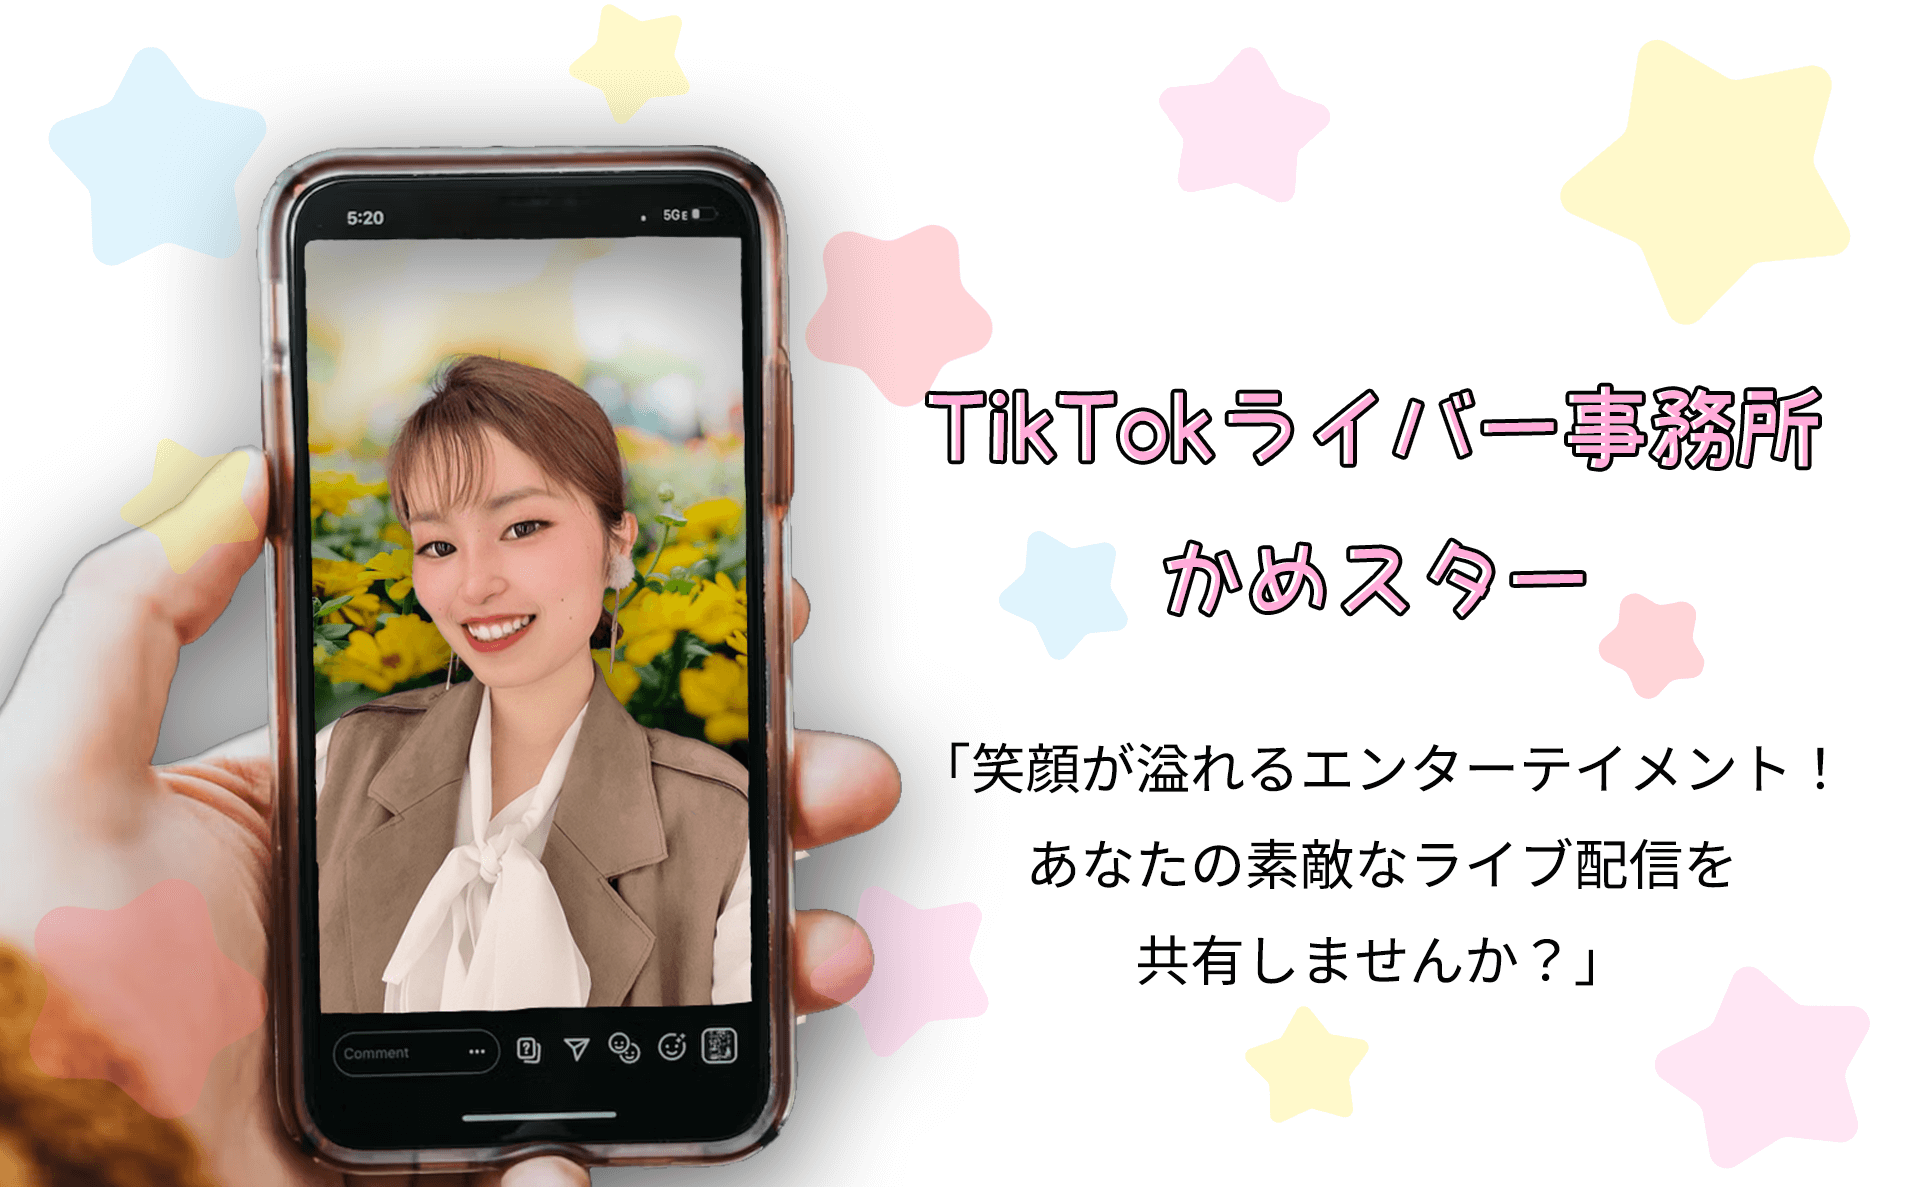 5:20
5GE
TikTokライバー事務所
かめスター
「笑顔が溢れるエンターテイメント！
あなたの素敵なライブ配信を
共有しませんか？」
Comment